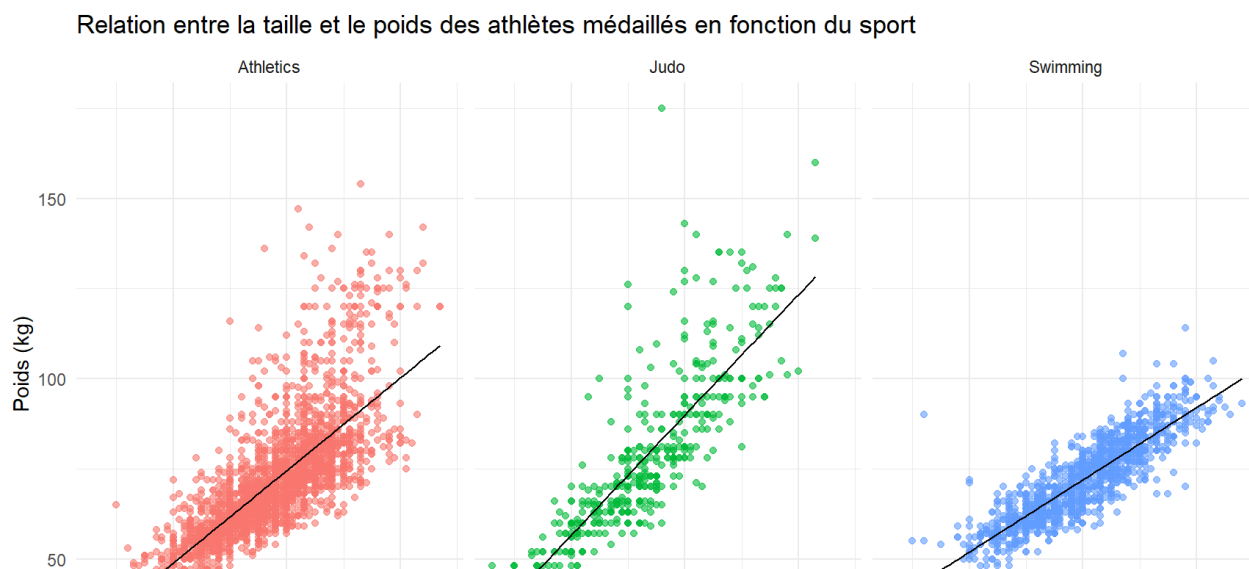 Relation entre la taille et le poids des athlètes médaillés en fonction du sport
Athletics
Judo
Swimming
150
100
50
Poids (kg)